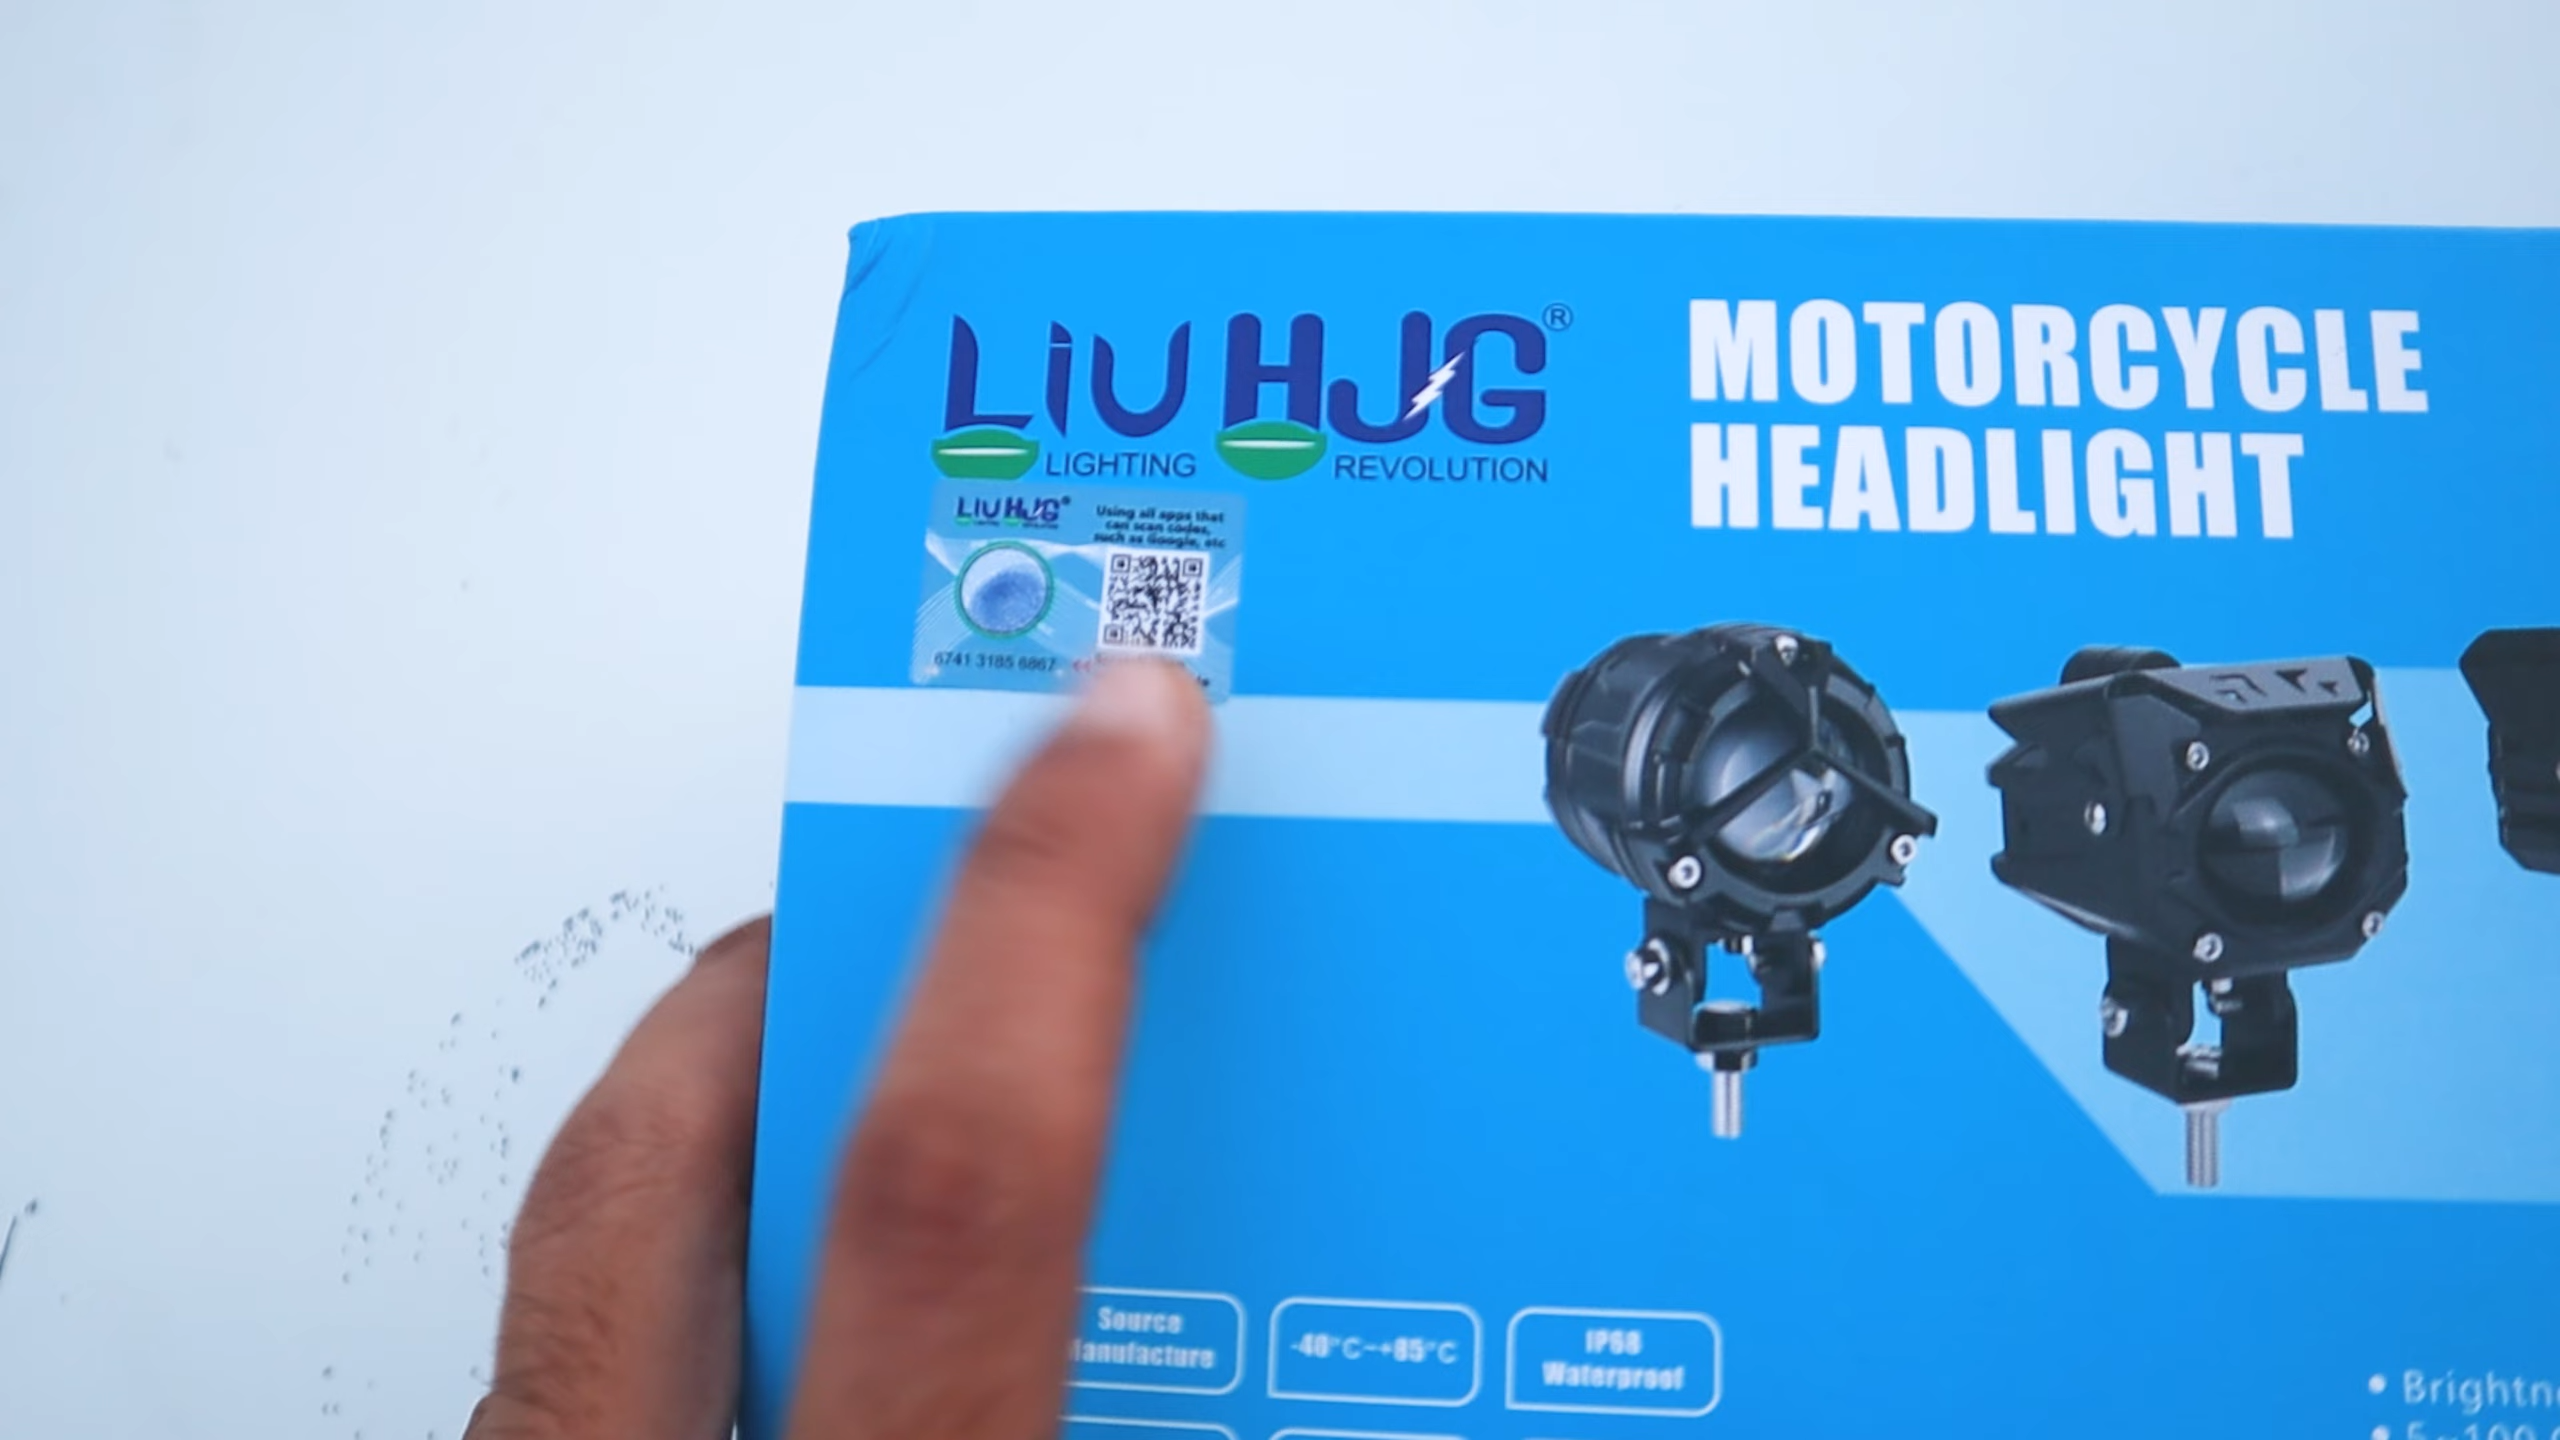 LiU HJG®
LIGHTING REVOLUTION
MOTORCYCLE
HEADLIGHT
LIU HJG
Using all apps that
can scan codes,
such as Google, etc
6741 3185 6867
Source
Manufacture
-40°C~+85°C
IP68
Waterproof